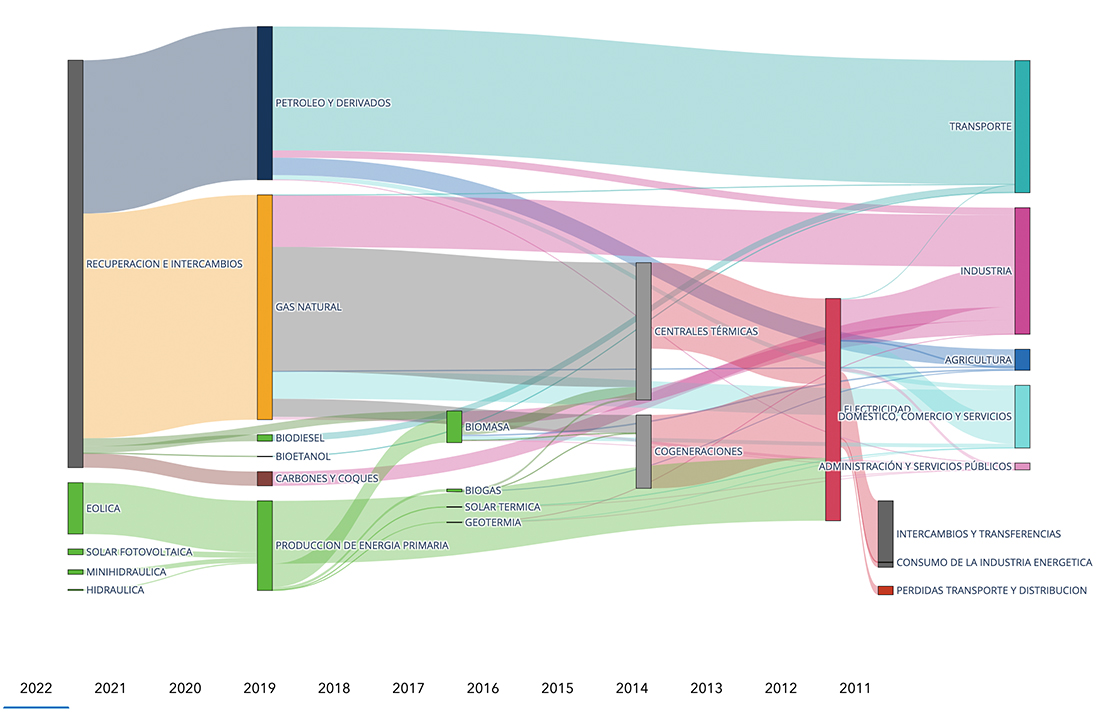 PETROLEO Y DERIVADOS
TRANSPORTE
RECUPERACION E INTERCAMBIOS
INDUSTRIA
GAS NATURAL
CENTRALES TÉRMICAS
AGRICULTURA
ELECTRICIDAD
DOMÉSTICO, COMERCIO Y SERVICIOS
BIOMASA
BIODIESEL
COGENERACIONES
BIOETANOL
ADMINISTRACIÓN Y SERVICIOS PÚBLICOS
CARBONES Y COQUES
BIOGAS
EOLICA
SOLAR TERMICA
GEOTERMIA
INTERCAMBIOS Y TRANSFERENCIAS
PRODUCCION DE ENERGIA PRIMARIA
SOLAR FOTOVOLTAICA
CONSUMO DE LA INDUSTRIA ENERGETICA
MINIHIDRAULICA
HIDRAULICA
PERDIDAS TRANSPORTE Y DISTRIBUCION
2022 2021 2020 2019 2018 2017 2016 2015 2014 2013 2012 2011